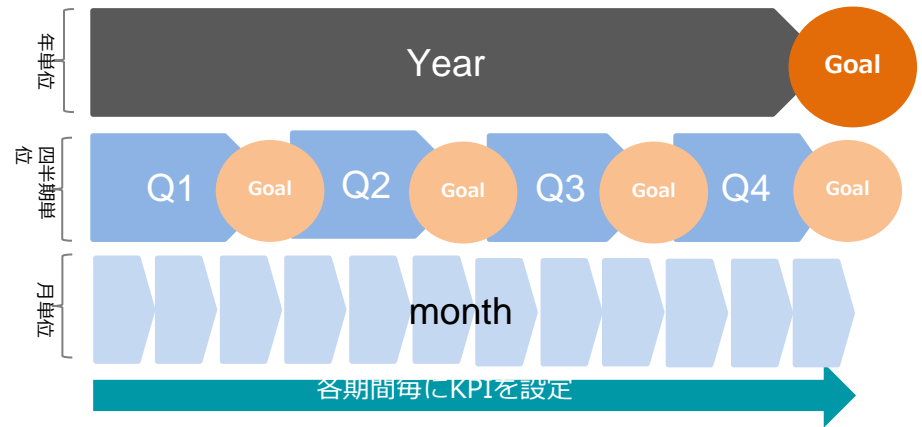 年単位
Year
Goal
四半期単
位
Q1
Goal
Q2
Goal
Q3
Goal
Q4
Goal
月単位
month
各期間毎にKPIを設定